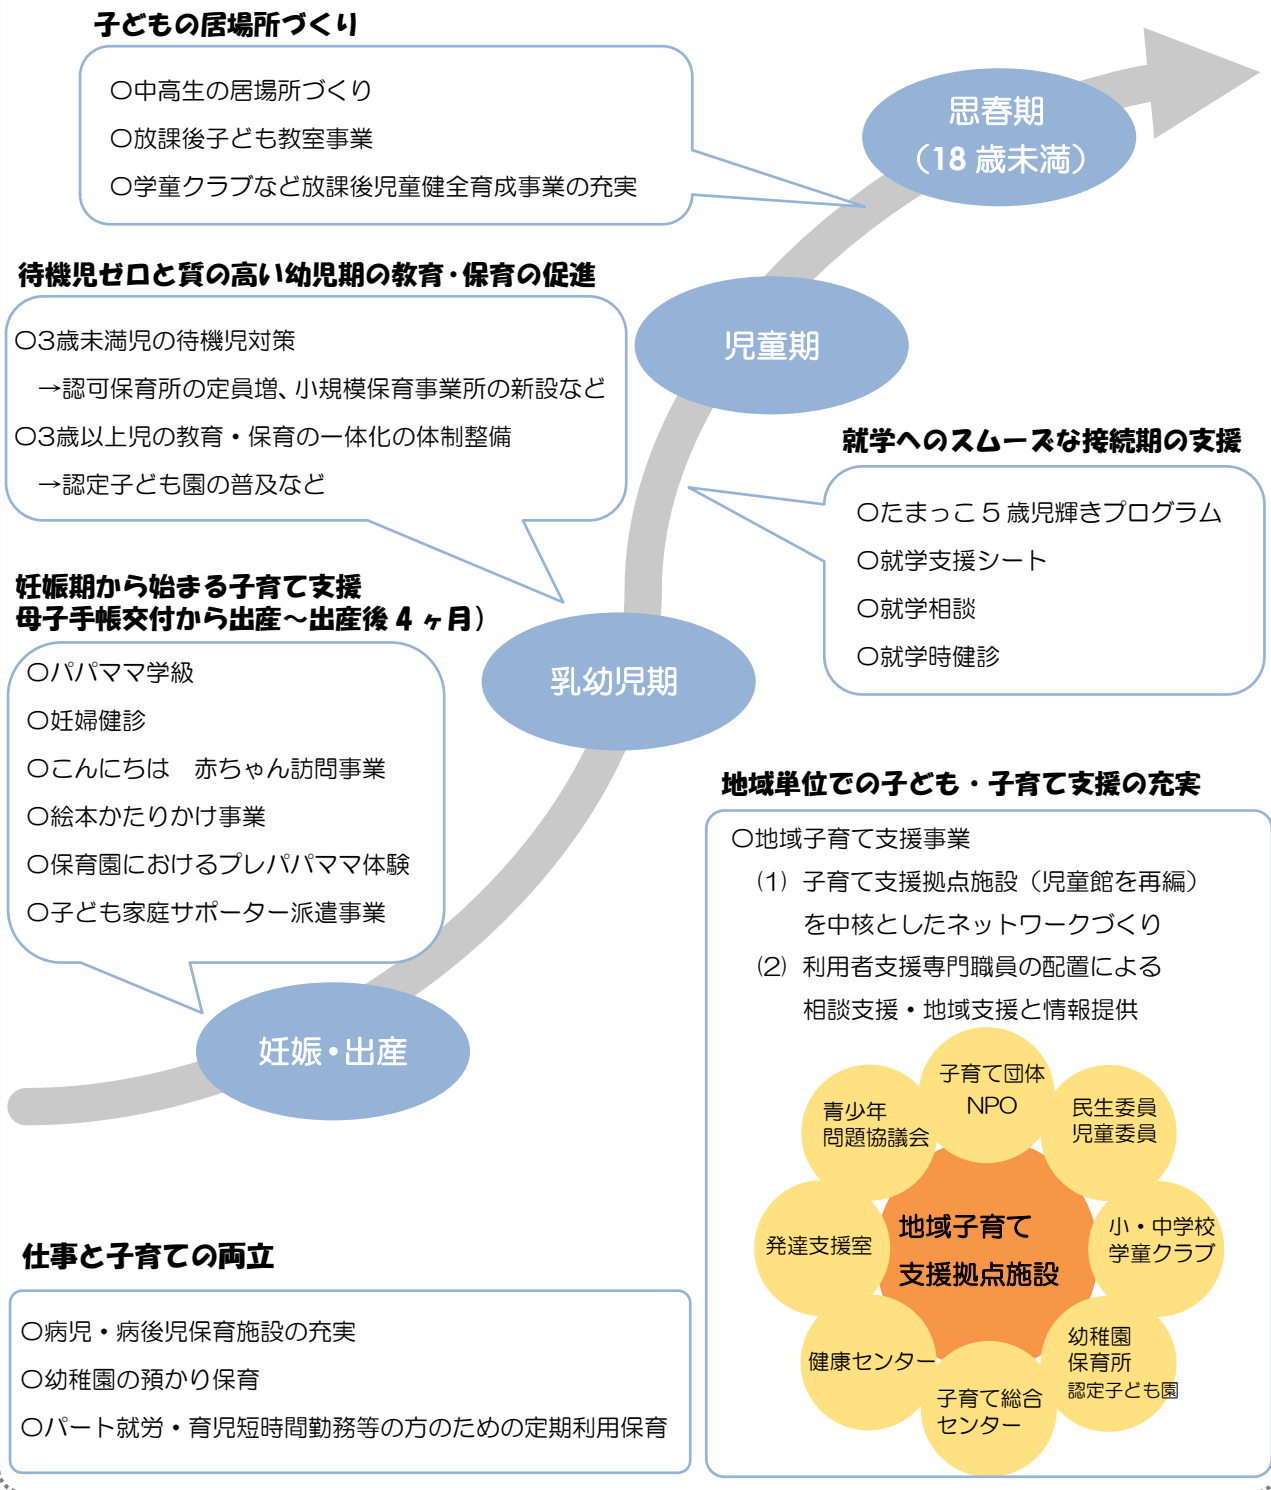 子どもの居場所づくり
〇中高生の居場所づくり
〇放課後子ども教室事業
〇学童クラブなど放課後児童健全育成事業の充実
思春期
（18 歳未満）
待機児ゼロと質の高い幼児期の教育・保育の促進
〇3歳未満児の待機児対策
→認可保育所の定員増、小規模保育事業所の新設など
〇3歳以上児の教育・保育の一体化の体制整備
→認定子ども園の普及など
児童期
就学へのスムーズな接続期の支援
〇たまっこ 5 歳児輝きプログラム
〇就学支援シート
〇就学相談
〇就学時健診
妊娠期から始まる子育て支援
母子手帳交付から出産～出産後 4 ヶ月）
〇パパママ学級
〇妊婦健診
〇こんにちは　赤ちゃん訪問事業
〇絵本かたりかけ事業
〇保育園におけるプレパパママ体験
〇子ども家庭サポーター派遣事業
乳幼児期
妊娠・出産
地域単位での子ども・子育て支援の充実
〇地域子育て支援事業
(1) 子育て支援拠点施設（児童館を再編）
を中核としたネットワークづくり
(2) 利用者支援専門職員の配置による
相談支援・地域支援と情報提供
子育て団体
NPO
民生委員
児童委員
小・中学校
学童クラブ
幼稚園
保育所
認定子ども園
子育て総合
センター
健康センター
発達支援室
青少年
問題協議会
地域子育て
支援拠点施設
仕事と子育ての両立
〇病児・病後児保育施設の充実
〇幼稚園の預かり保育
〇パート就労・育児短時間勤務等の方のための定期利用保育